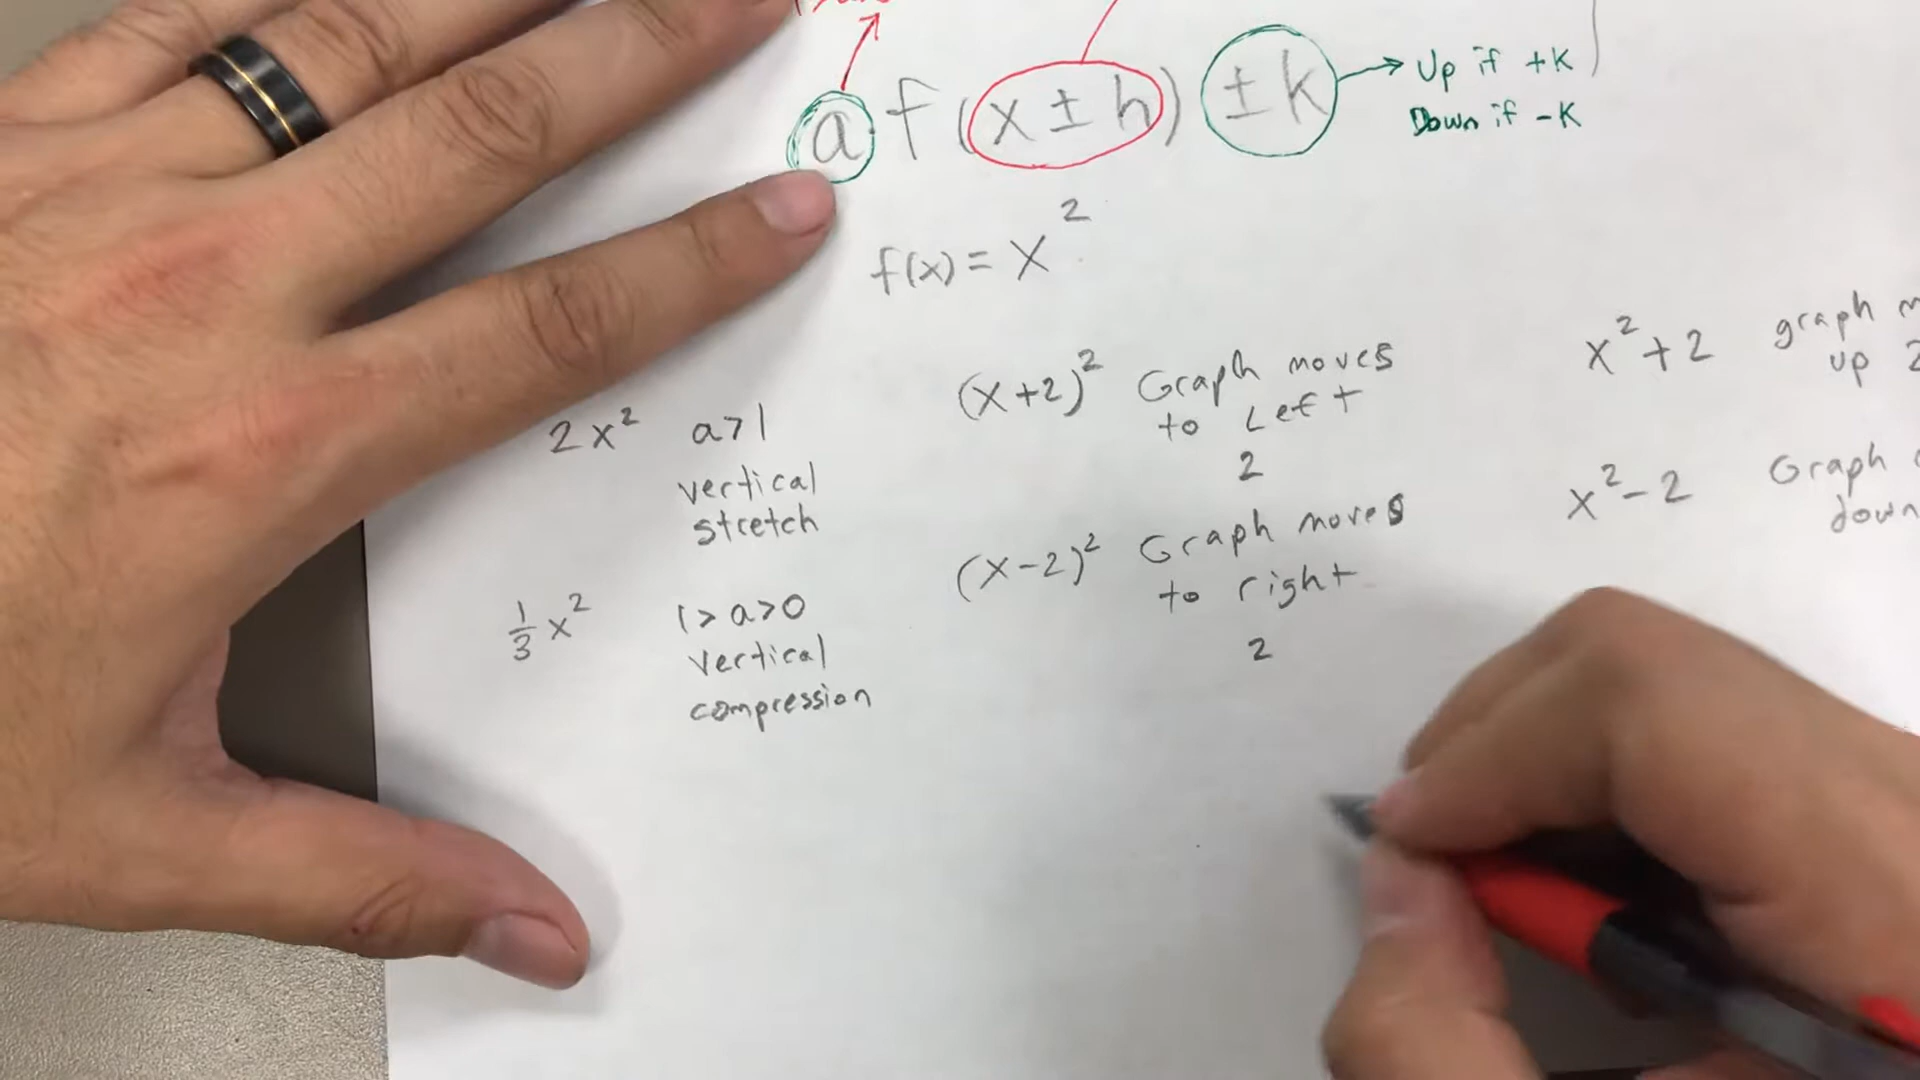 a f(x ± h) ± k → Up if +K
Down if -K
f(x) = x²
2x² a>1
vertical
stretch
1/3 x² 1>a>0
vertical
compression
(x+2)² Graph moves
to Left
2
(x-2)² Graph moves
to right
2
x²+2 graph
up 2
x²-2 Graph
down